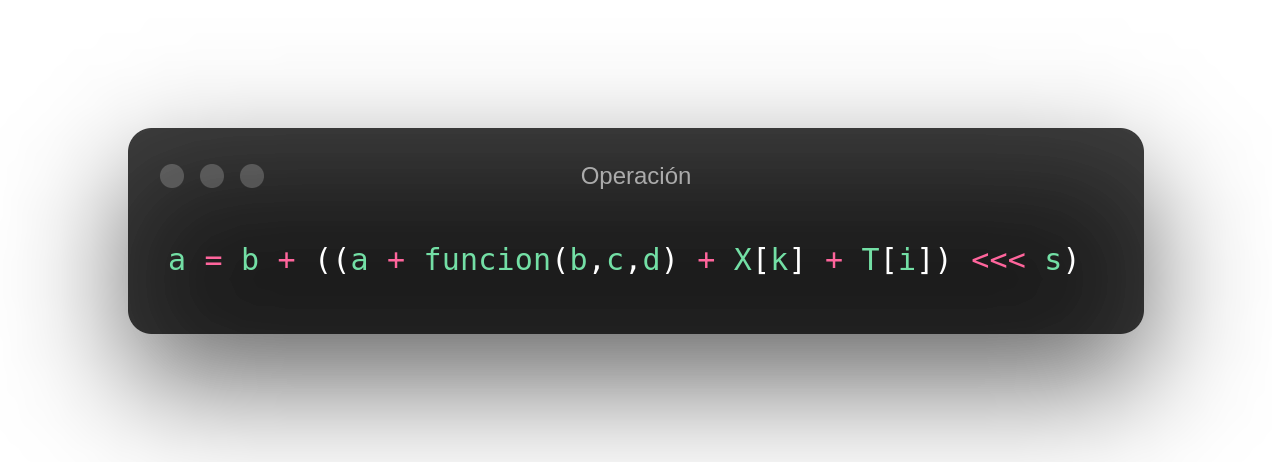 Operación
a = b + ((a + funcion(b,c,d) + X[k] + T[i]) <<< s)